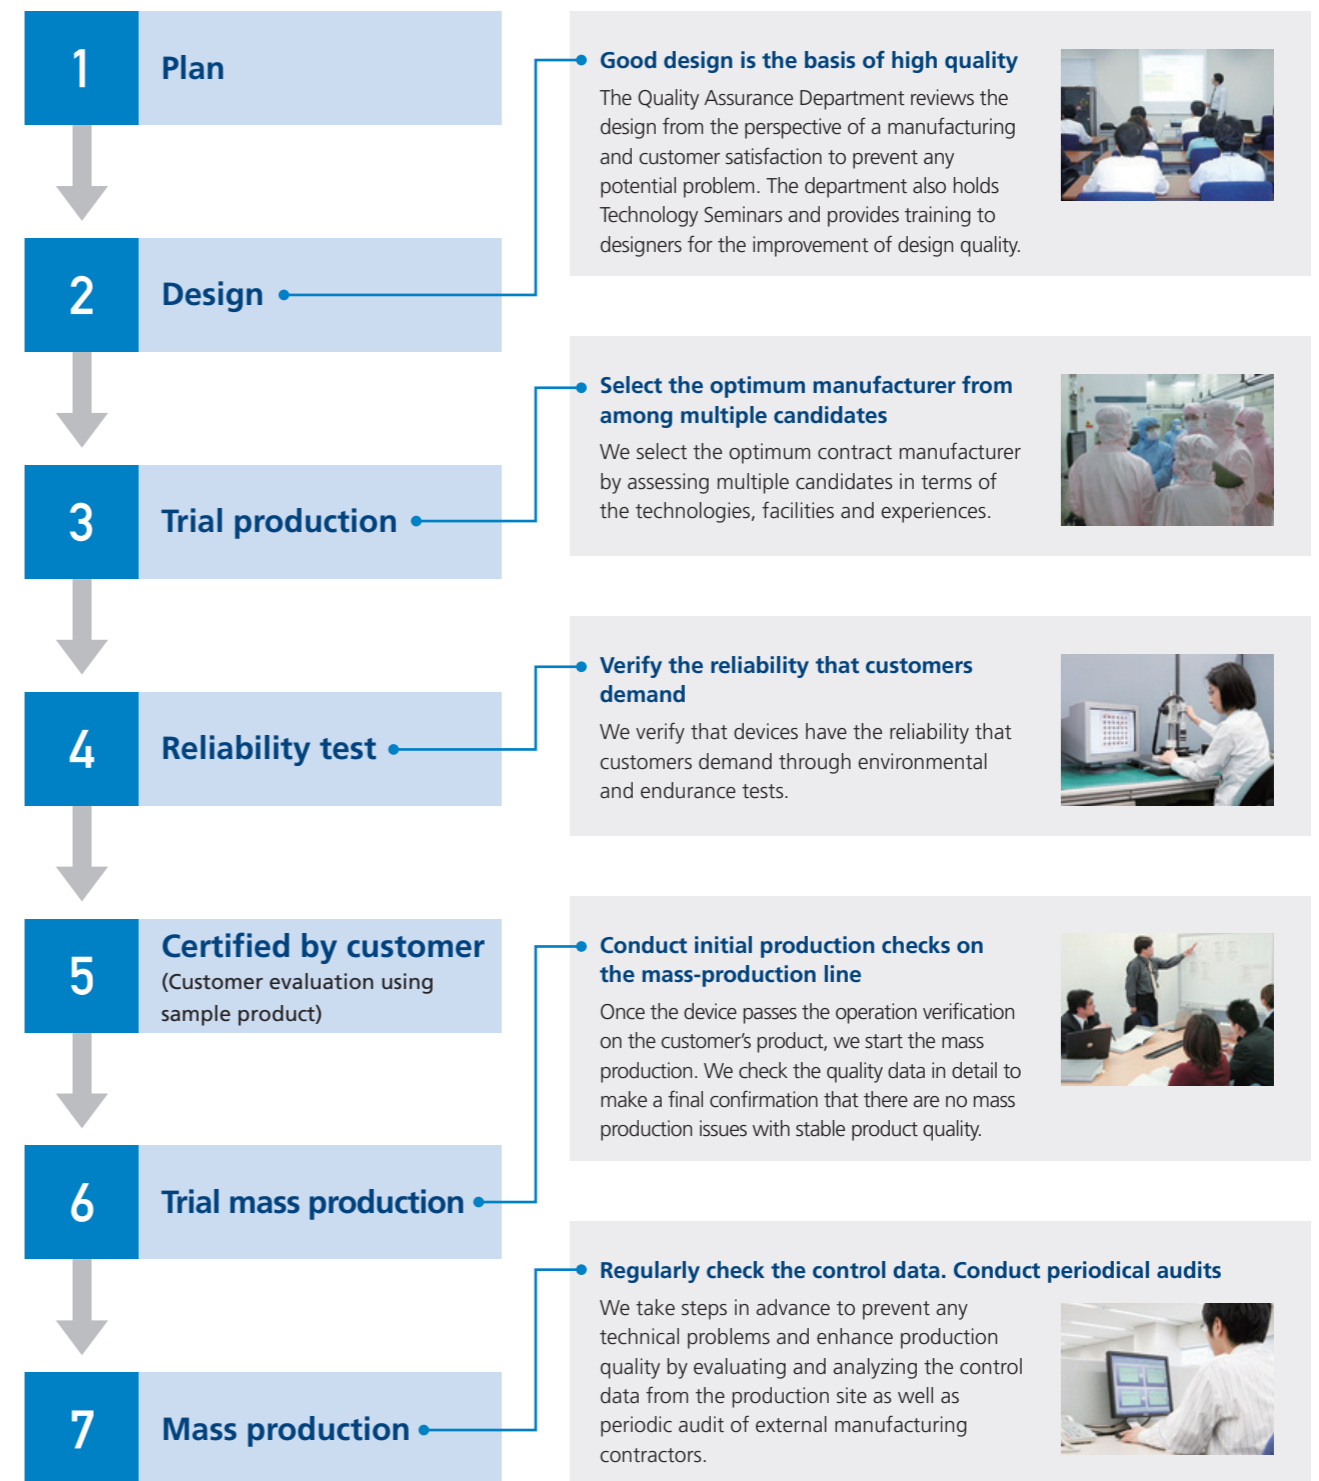 1
Plan
2
Design
3
Trial production
4
Reliability test
5
Certified by customer
(Customer evaluation using
sample product)
6
Trial mass production
7
Mass production
Good design is the basis of high quality
The Quality Assurance Department reviews the
design from the perspective of a manufacturing
and customer satisfaction to prevent any
potential problem. The department also holds
Technology Seminars and provides training to
designers for the improvement of design quality.
Select the optimum manufacturer from
among multiple candidates
We select the optimum contract manufacturer
by assessing multiple candidates in terms of
the technologies, facilities and experiences.
Verify the reliability that customers
demand
We verify that devices have the reliability that
customers demand through environmental
and endurance tests.
Conduct initial production checks on
the mass-production line
Once the device passes the operation verification
on the customer’s product, we start the mass
production. We check the quality data in detail to
make a final confirmation that there are no mass
production issues with stable product quality.
Regularly check the control data. Conduct periodical audits
We take steps in advance to prevent any
technical problems and enhance production
quality by evaluating and analyzing the control
data from the production site as well as
periodic audit of external manufacturing
contractors.